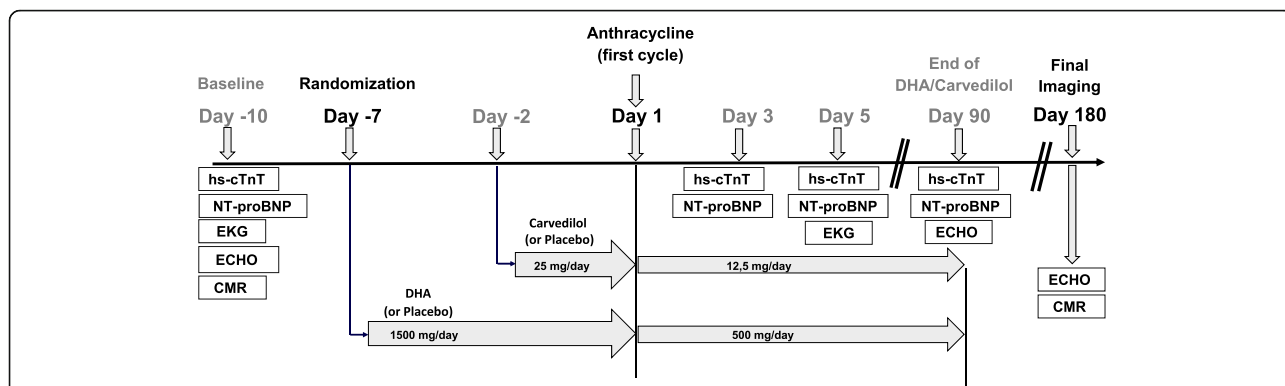 Anthracycline
(first cycle)
Baseline
Randomization
End of
DHA/Carvedilol
Final
Imaging
Day -10
Day -7
Day -2
Day 1
Day 3
Day 5
Day 90
Day 180
hs-cTnT
NT-proBNP
EKG
ECHO
CMR
hs-cTnT
NT-proBNP
hs-cTnT
NT-proBNP
EKG
hs-cTnT
NT-proBNP
ECHO
Carvedilol
(or Placebo)
25 mg/day
12,5 mg/day
ECHO
CMR
DHA
(or Placebo)
1500 mg/day
500 mg/day